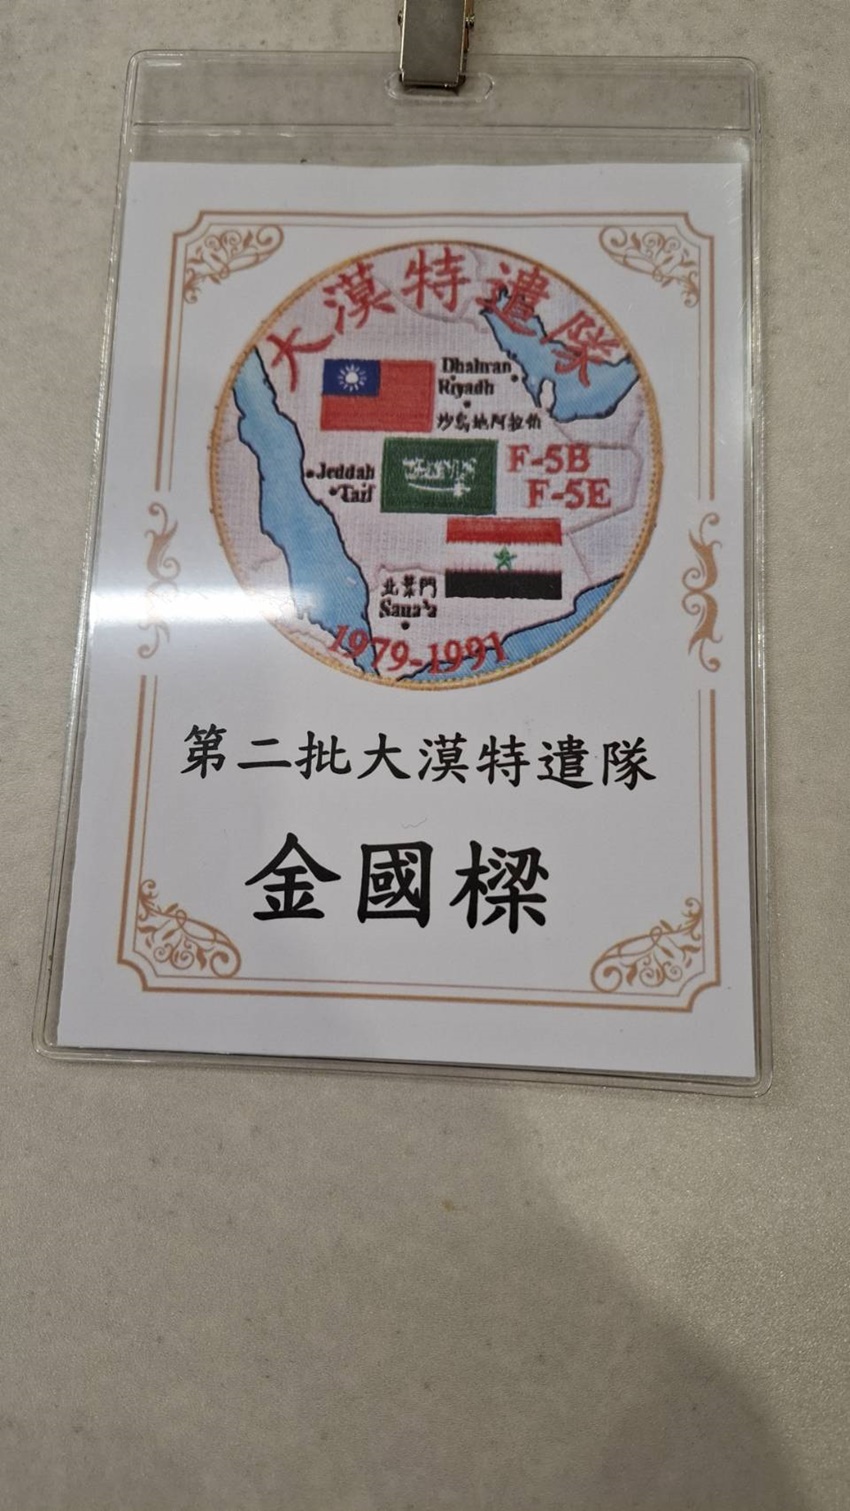 大漠特遣隊
Dhahran
Riyadh
沙烏地阿拉伯
Jeddah
Taif
F-5B
F-5E
北葉門
Sana'a
1979-1991
第二批大漠特遣隊
金國樑